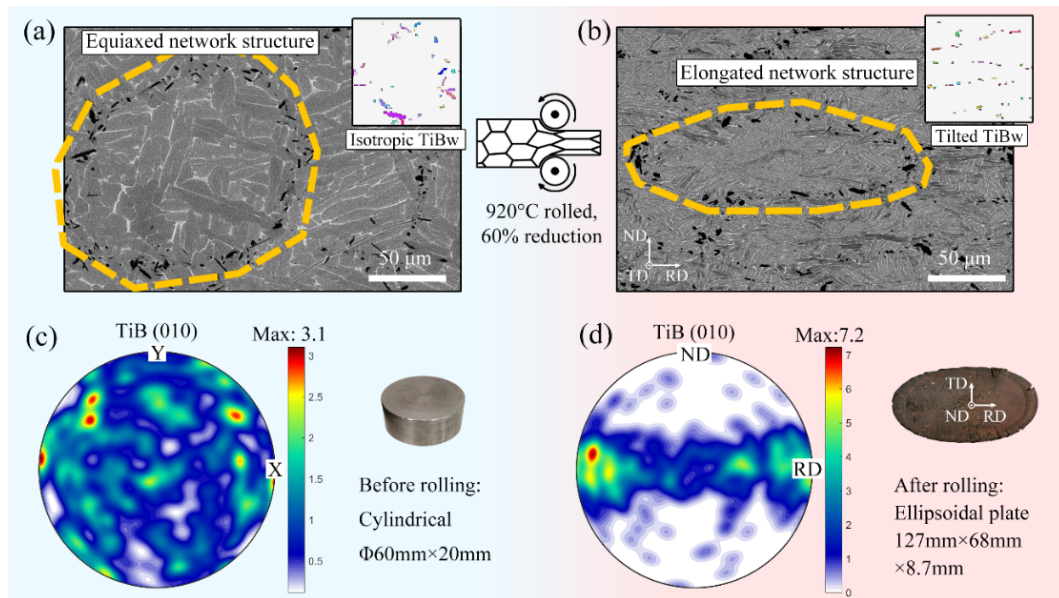 (a)
Equiaxed network structure
Isotropic TiBw
50 μm
920°C rolled,
60% reduction
(b)
Elongated network structure
Tilted TiBw
ND
TD
RD
50 μm
(c)
TiB (010)
Max: 3.1
Y
X
3
2.5
2
1.5
1
0.5
Before rolling:
Cylindrical
Φ60mm×20mm
(d)
TiB (010)
Max:7.2
ND
RD
7
6
5
4
3
2
1
0
TD
ND
RD
After rolling:
Ellipsoidal plate
127mm×68mm
×8.7mm